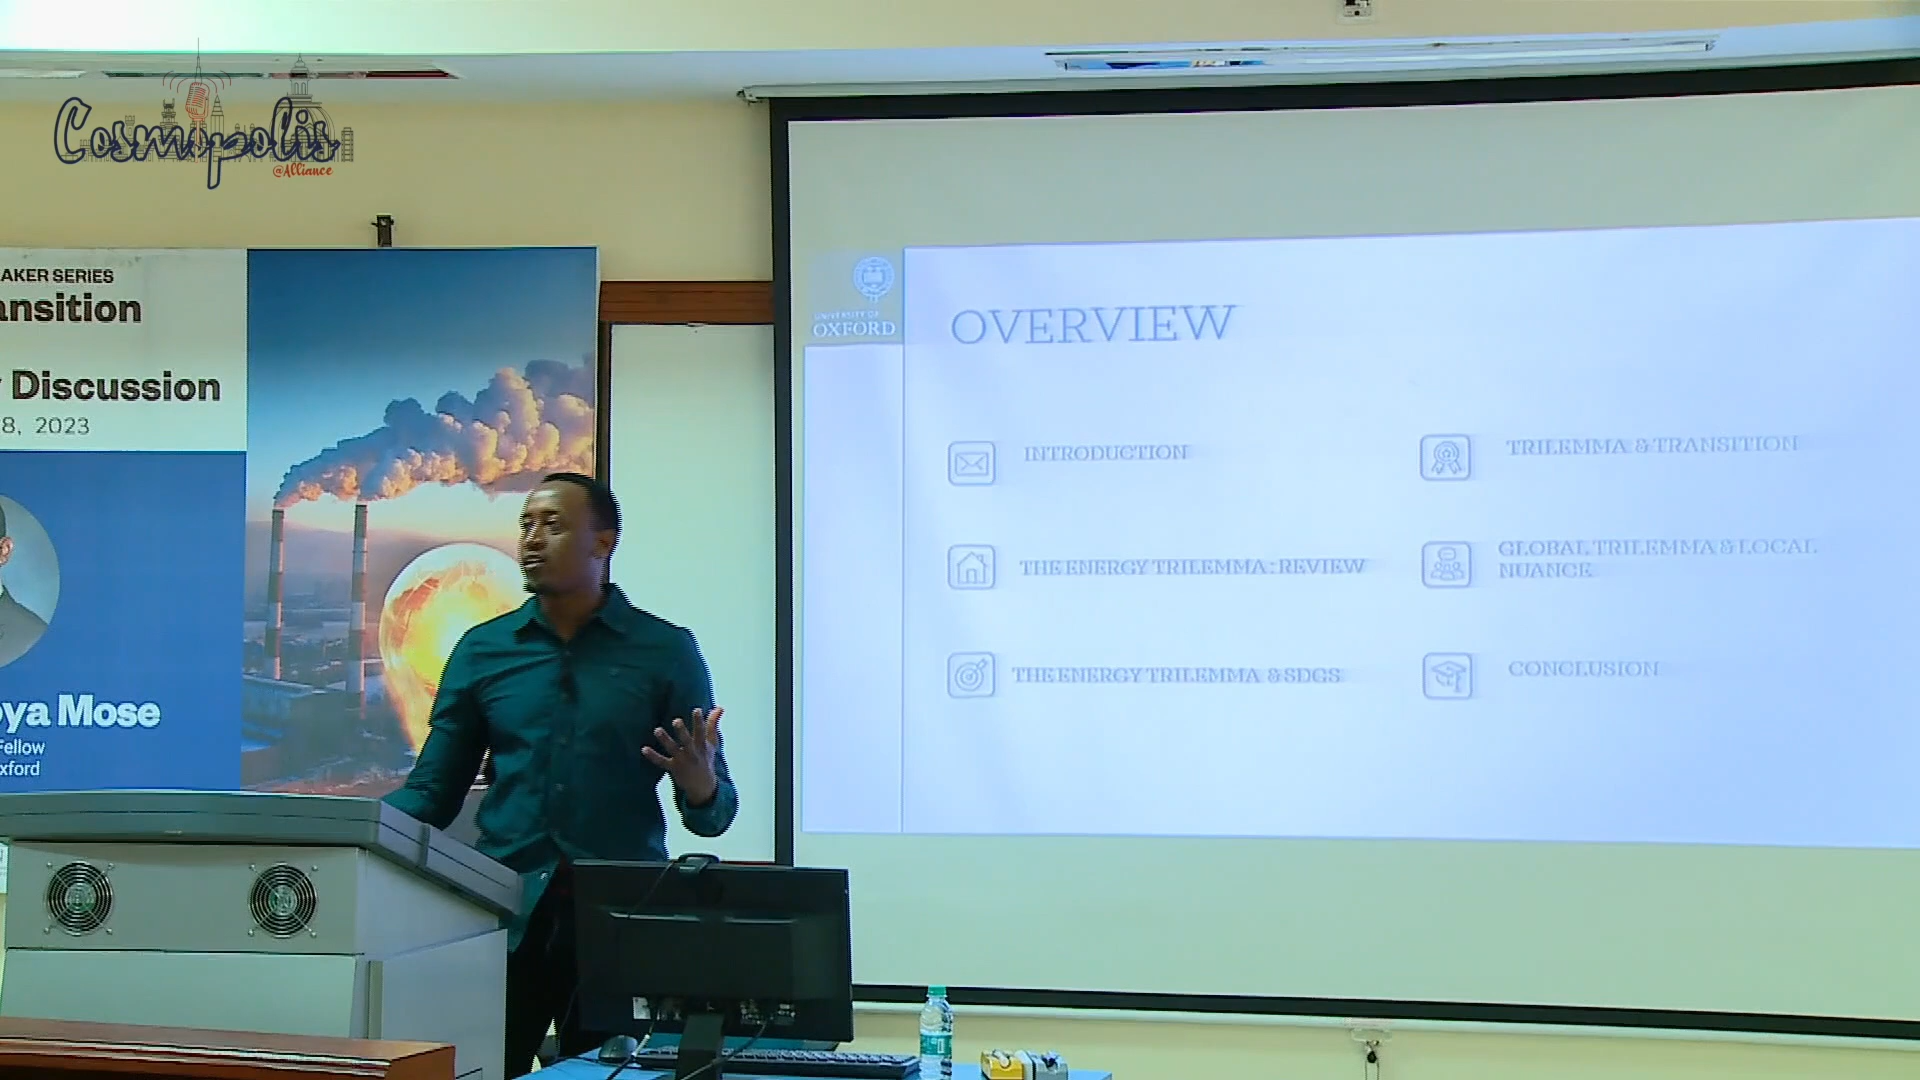 Cosmopolis
@Alliance
AKER SERIES
ansition
Discussion
8, 2023
oya Mose
Fellow
xford
UNIVERSITY OF
OXFORD
OVERVIEW
INTRODUCTION
THE ENERGY TRILEMMA: REVIEW
THE ENERGY TRILEMMA & SDGS
TRILEMMA & TRANSITION
GLOBAL TRILEMMA & LOCAL
NUANCE
CONCLUSION